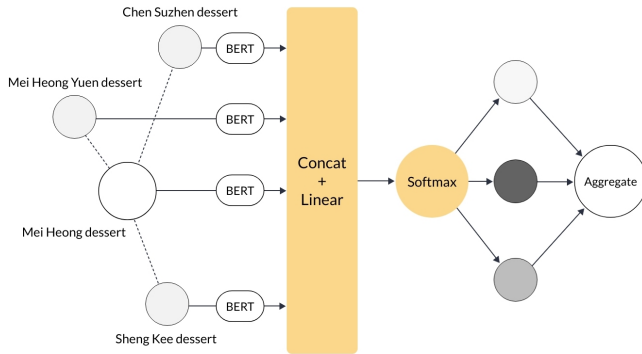 Chen Suzhen dessert
BERT
Mei Heong Yuen dessert
BERT
Concat
+
Linear
Softmax
Aggregate
BERT
Mei Heong dessert
BERT
Sheng Kee dessert